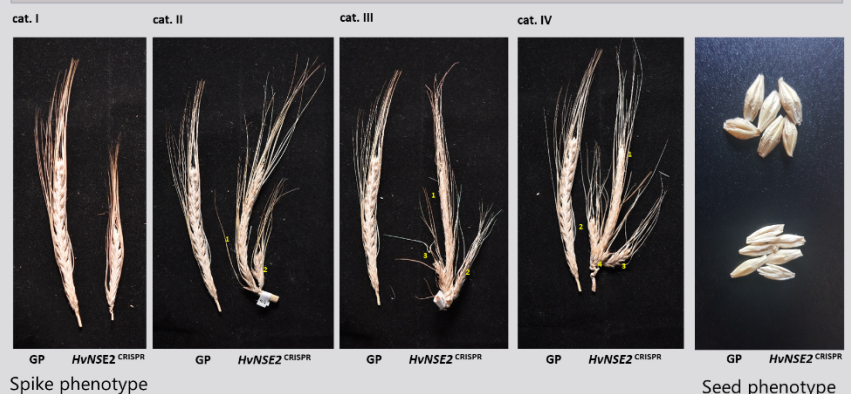 cat. I
cat. II
cat. III
cat. IV
1
2
1
3
2
1
2
4
3
GP HvNSE2 CRISPR
GP HvNSE2 CRISPR
GP HvNSE2 CRISPR
GP HvNSE2 CRISPR
GP HvNSE2 CRISPR
Spike phenotype
Seed phenotype